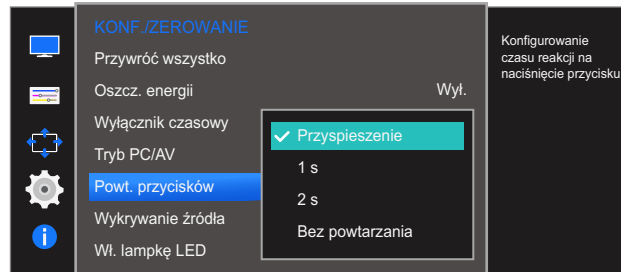 KONF./ZEROWANIE
Przywróć wszystko
Oszcz. energii Wył.
Wyłącznik czasowy
Tryb PC/AV
Powt. przycisków
Wykrywanie źródła
Wł. lampkę LED
Przyspieszenie
1 s
2 s
Bez powtarzania
Konfigurowanie
czasu reakcji na
naciśnięcie przycisku